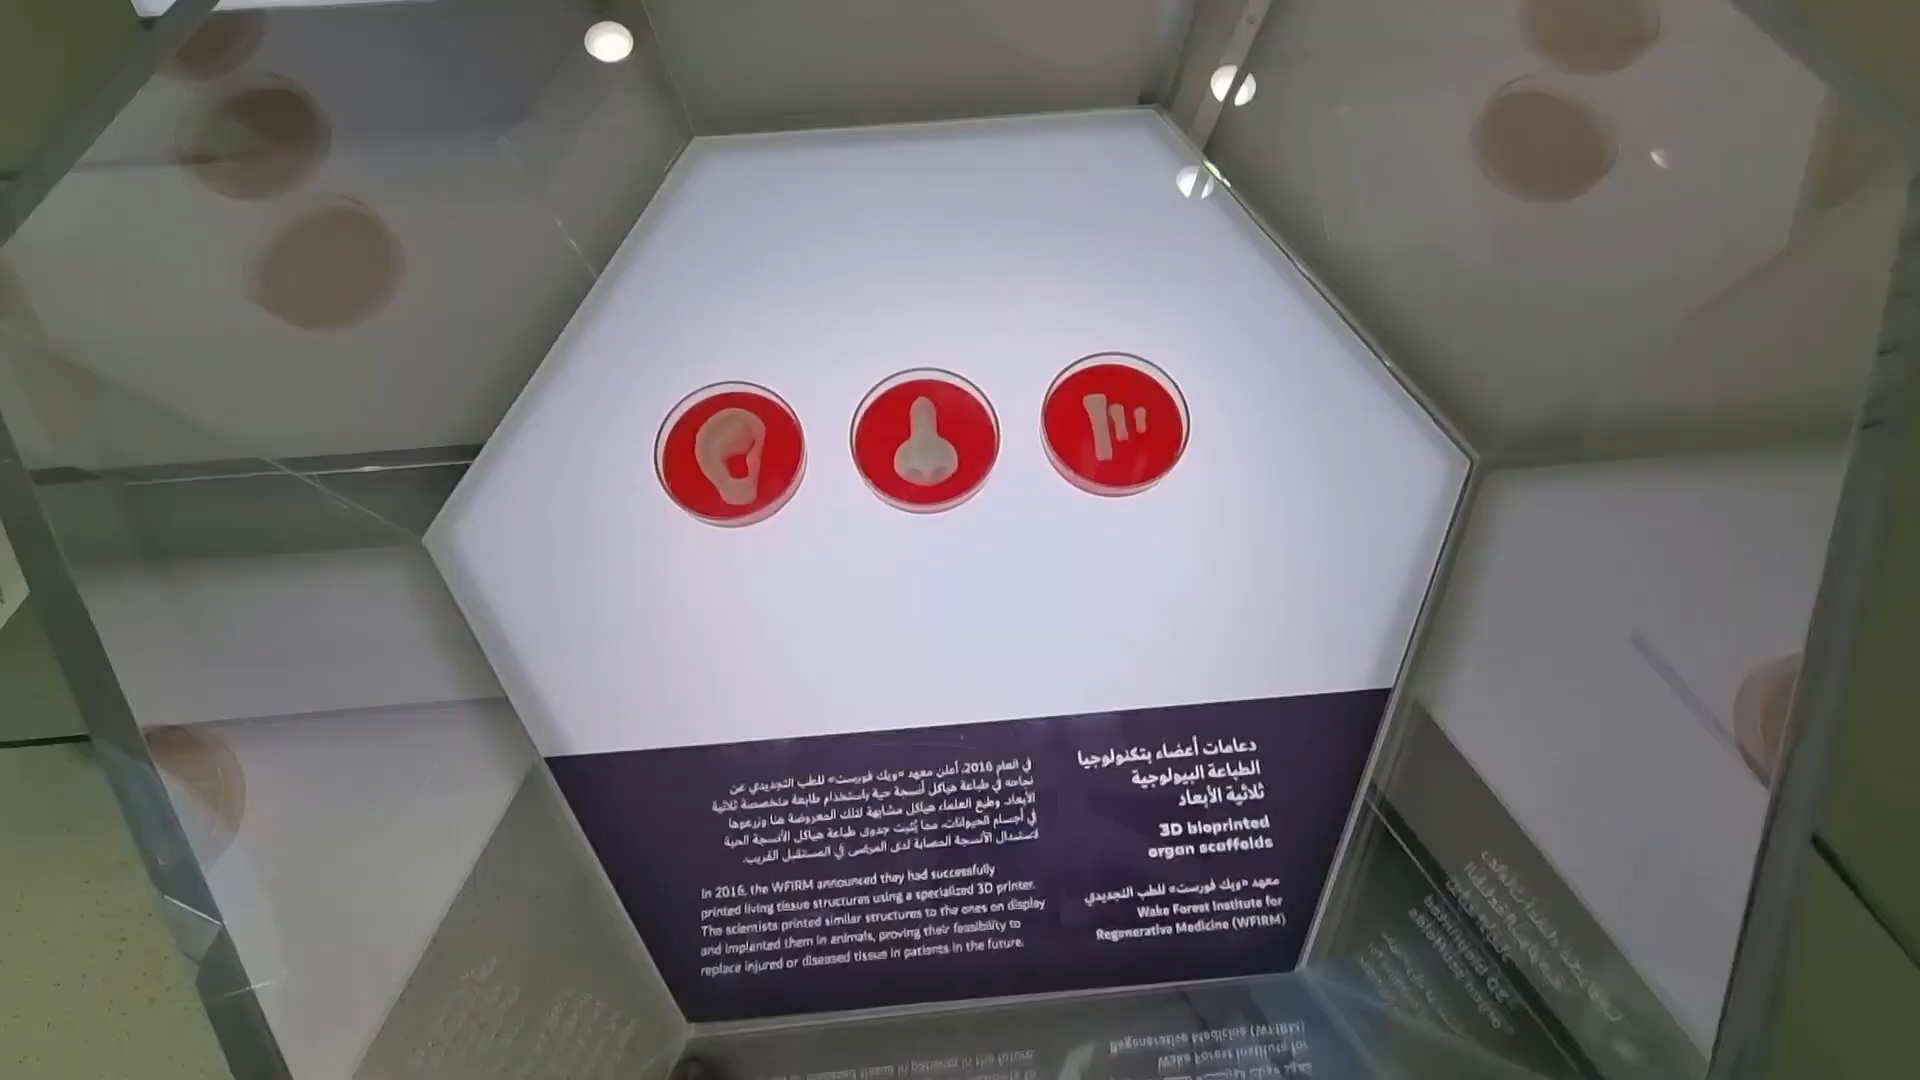 دعامات أعضاء بتكنولوجيا
الطباعة البيولوجية
ثلاثية الأبعاد
3D bioprinted
organ scaffolds
معهد «ويك فورست» للطب التجديدي
Wake Forest Institute for
Regenerative Medicine (WFIRM)
في العام 2016، أعلن معهد «ويك فورست» للطب التجديدي عن
نجاحه في طباعة هياكل أنسجة حية باستخدام طابعة متخصصة ثلاثية
الأبعاد. وطبع العلماء هياكل مشابهة لتلك المعروضة هنا وزرعوها
في أجسام الحيوانات، مما يُثبت جدوى طباعة هياكل الأنسجة الحية
لاستبدال الأنسجة المصابة لدى المرضى في المستقبل القريب.
In 2016, the WFIRM announced they had successfully
printed living tissue structures using a specialized 3D printer.
The scientists printed similar structures to the ones on display
and implanted them in animals, proving their feasibility to
replace injured or diseased tissue in patients in the future.